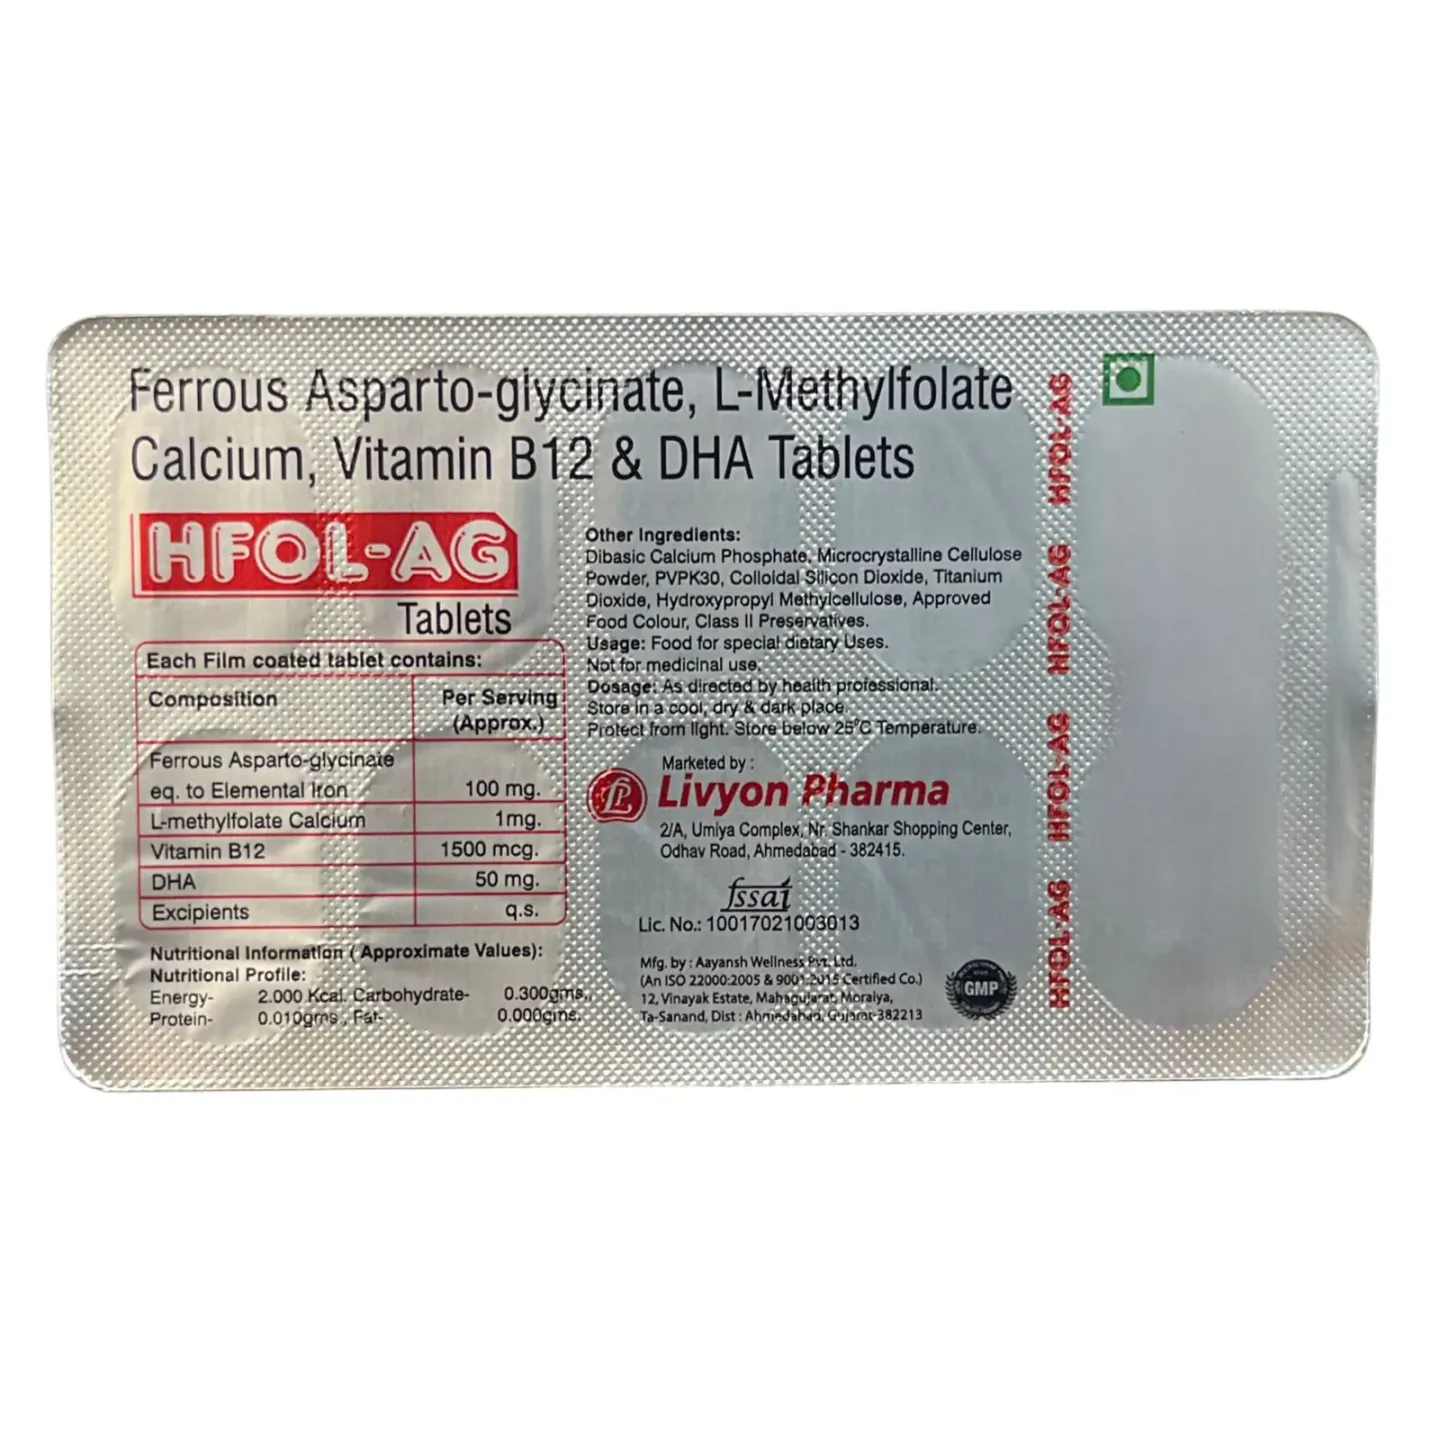 Ferrous Asparto-glycinate, L-Methylfolate
Calcium, Vitamin B12 & DHA Tablets
HFOL-AG
Tablets
Each Film coated tablet contains:
Composition Per Serving
(Approx.)
Ferrous Asparto-glycinate
eq. to Elemental Iron 100 mg.
L-methylfolate Calcium 1mg.
Vitamin B12 1500 mcg.
DHA 50 mg.
Excipients q.s.
Nutritional Information ( Approximate Values):
Nutritional Profile:
Energy- 2.000 Kcal. Carbohydrate- 0.300gms.,
Protein- 0.010gms., Fat- 0.000gms.
Other Ingredients:
Dibasic Calcium Phosphate, Microcrystalline Cellulose
Powder, PVPK30, Colloidal Silicon Dioxide, Titanium
Dioxide, Hydroxypropyl Methylcellulose, Approved
Food Colour, Class II Preservatives.
Usage: Food for special dietary Uses.
Not for medicinal use.
Dosage: As directed by health professional.
Store in a cool, dry & dark place.
Protect from light. Store below 25°C Temperature.
Marketed by :
Livyon Pharma
2/A, Umiya Complex, Nr. Shankar Shopping Center,
Odhav Road, Ahmedabad - 382415.
fssai
Lic. No.: 10017021003013
Mfg. by : Aayansh Wellness Pvt. Ltd.
(An ISO 22000:2005 & 9001:2015 Certified Co.)
12, Vinayak Estate, Mahagujarat, Moraiya,
Ta-Sanand, Dist : Ahmedabad, Gujarat-382213
GMP
HFOL-AG
HFOL-AG
HFOL-AG
HFOL-AG